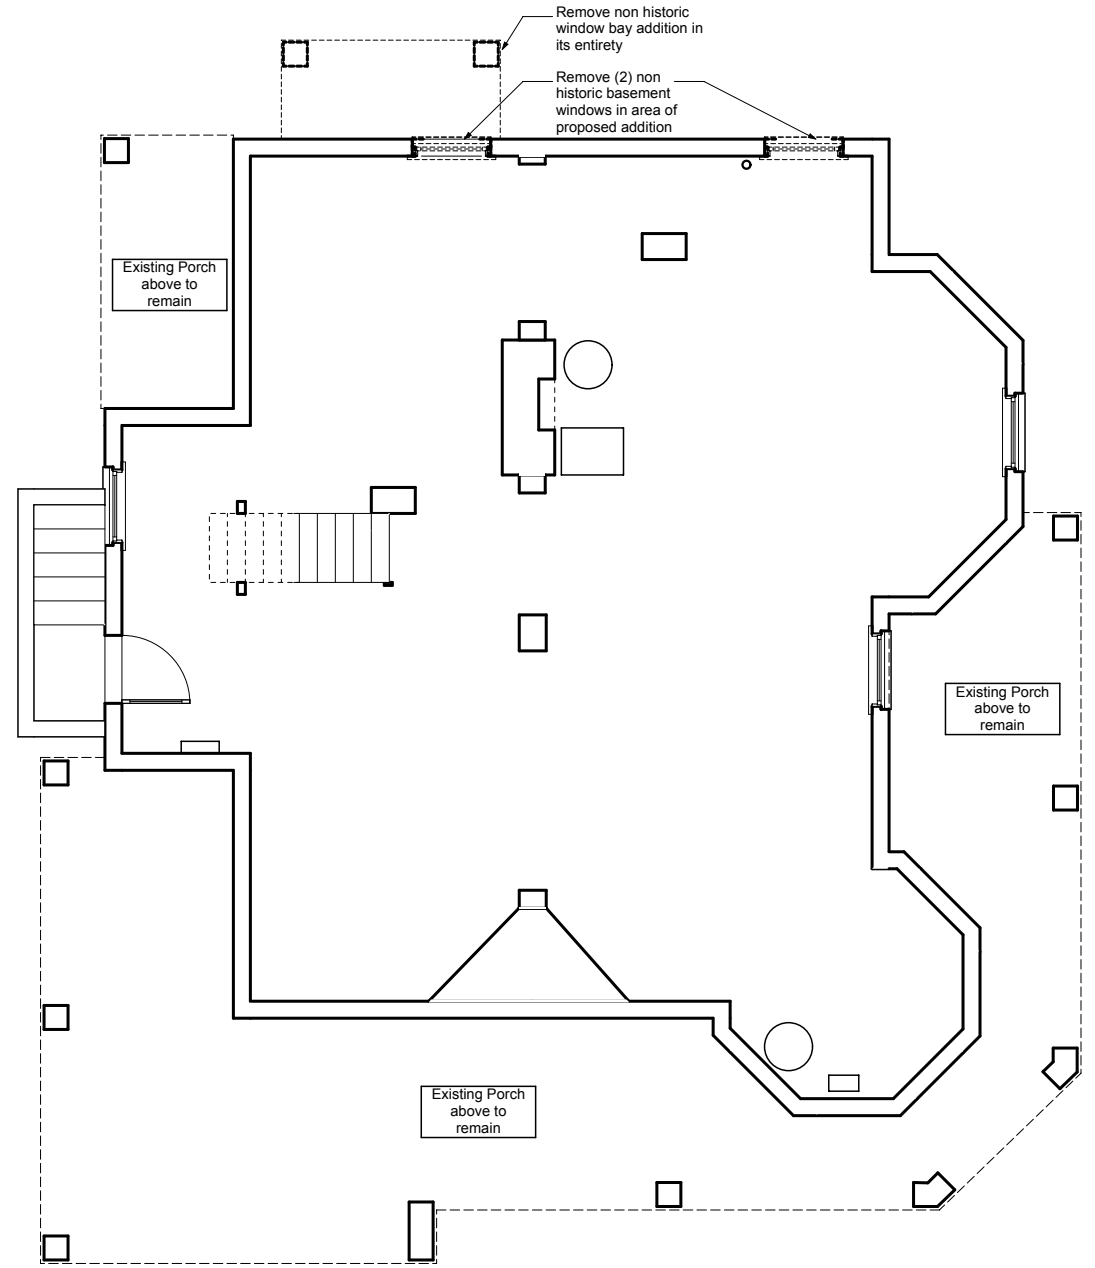 Remove non historic
window bay addition in
its entirety
Remove (2) non
historic basement
windows in area of
proposed addition
Existing Porch
above to
remain
Existing Porch
above to
remain
Existing Porch
above to
remain